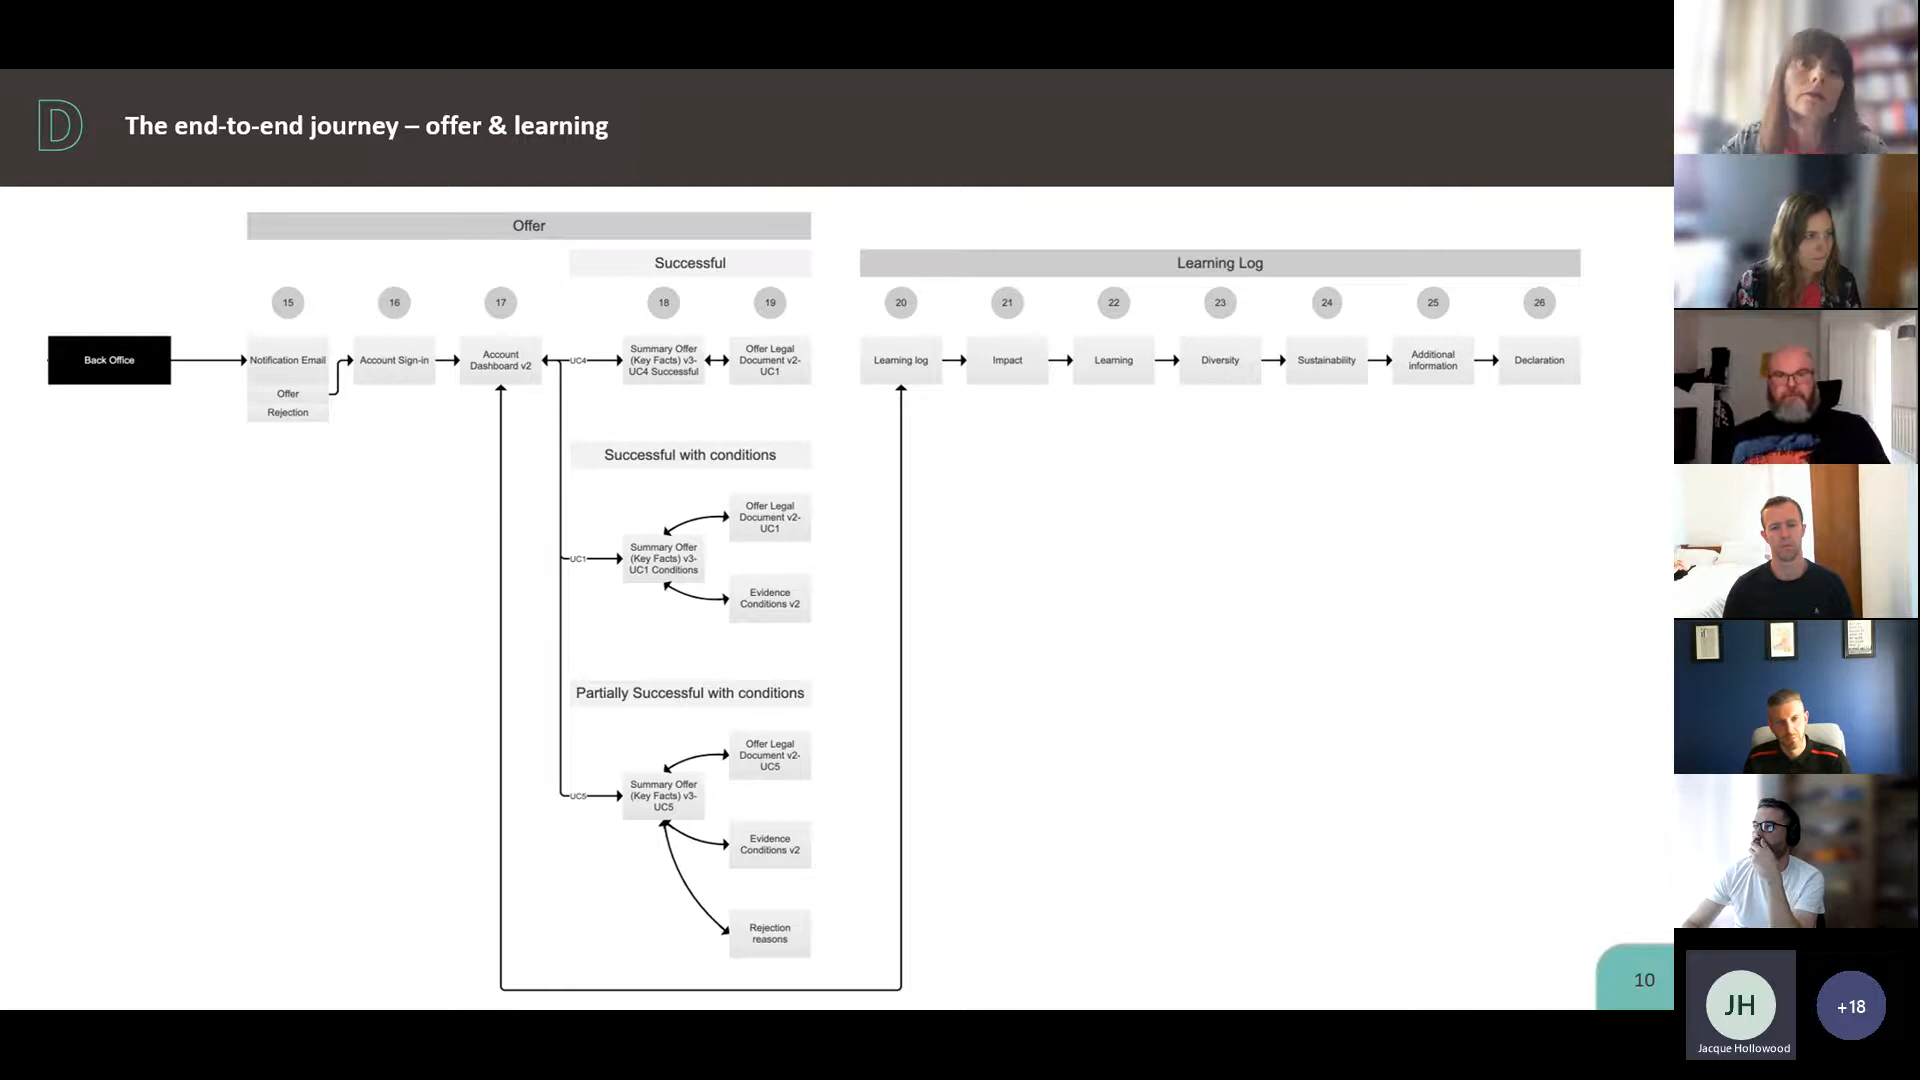 D
The end-to-end journey – offer & learning
Offer
Successful
Learning Log
15
16
17
18
19
20
21
22
23
24
25
26
Back Office
Notification Email
Offer
Rejection
Account Sign-in
Account
Dashboard v2
UC4
Summary Offer
(Key Facts) v3-
UC4 Successful
Offer Legal
Document v2-
UC1
Learning log
Impact
Learning
Diversity
Sustainability
Additional
information
Declaration
Successful with conditions
UC1
Summary Offer
(Key Facts) v3-
UC1 Conditions
Offer Legal
Document v2-
UC1
Evidence
Conditions v2
Partially Successful with conditions
UC5
Summary Offer
(Key Facts) v3-
UC5
Offer Legal
Document v2-
UC5
Evidence
Conditions v2
Rejection
reasons
10
JH
Jacque Hollowood
+18